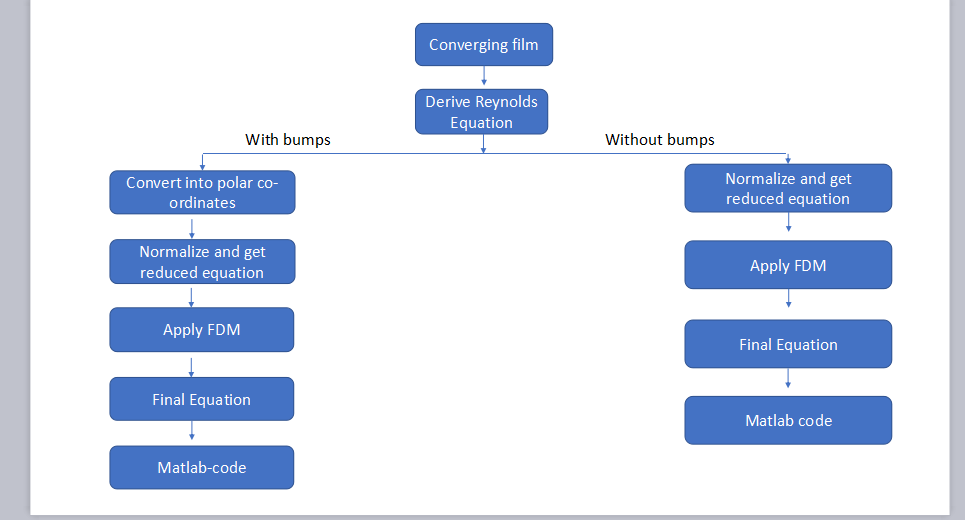 Converging film
Derive Reynolds
Equation
With bumps
Without bumps
Convert into polar co-
ordinates
Normalize and get
reduced equation
Apply FDM
Final Equation
Matlab-code
Normalize and get
reduced equation
Apply FDM
Final Equation
Matlab code